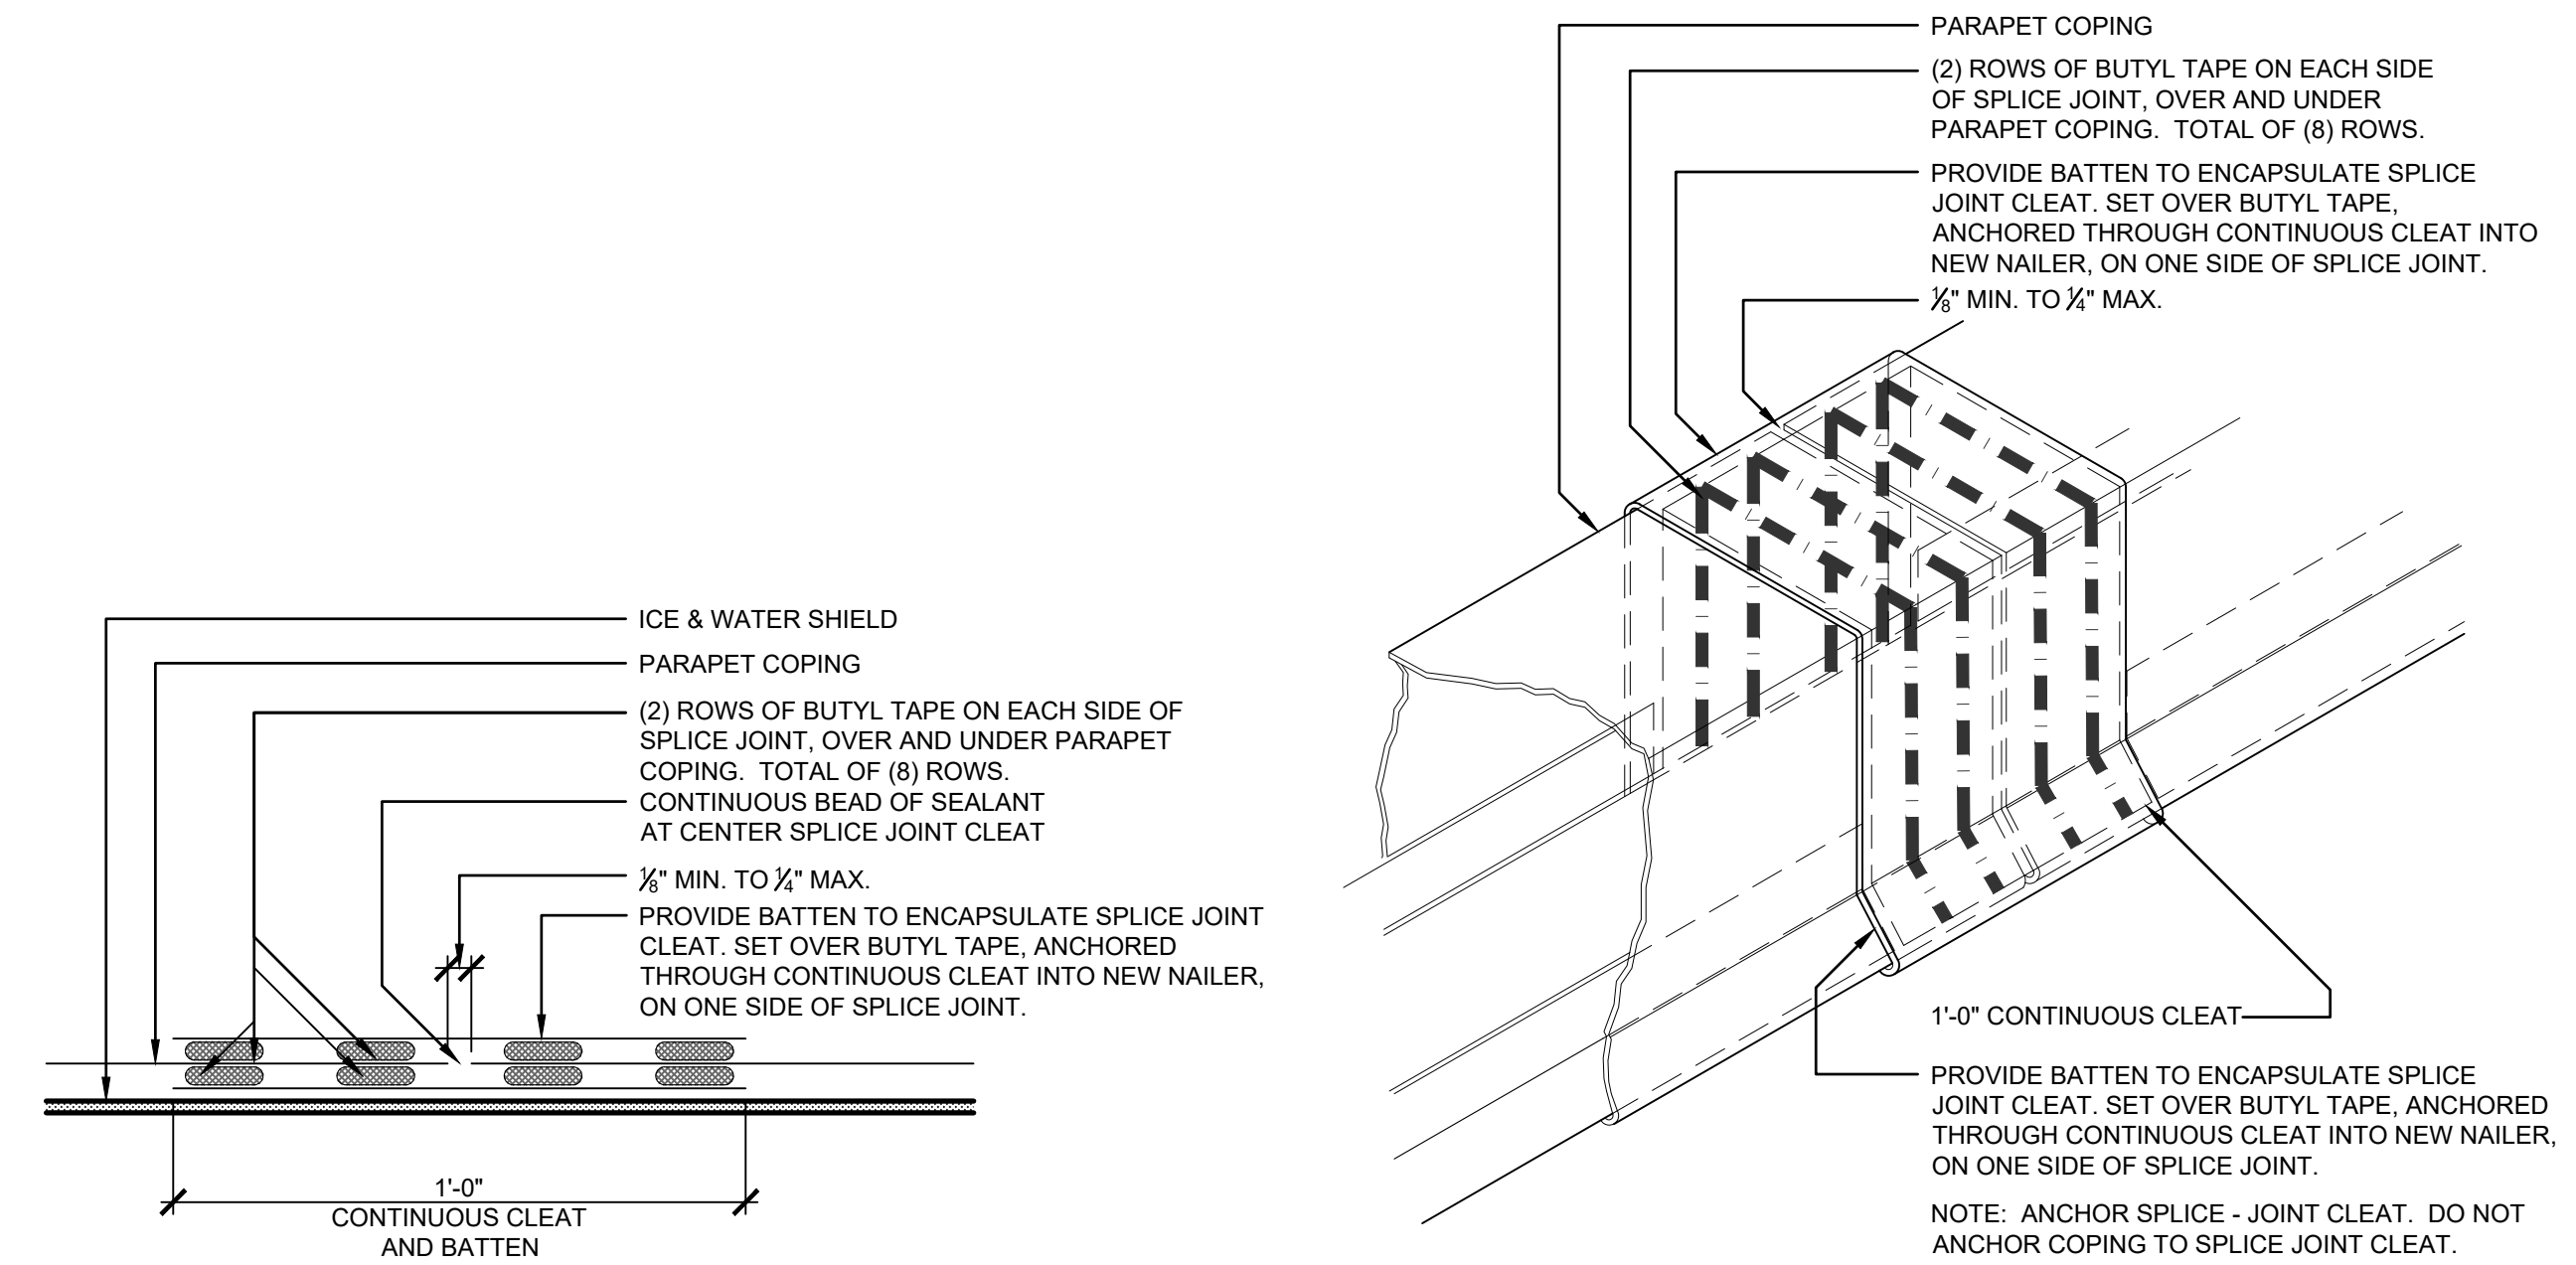 ICE & WATER SHIELD
PARAPET COPING
(2) ROWS OF BUTYL TAPE ON EACH SIDE OF
SPLICE JOINT, OVER AND UNDER PARAPET
COPING.  TOTAL OF (8) ROWS.
CONTINUOUS BEAD OF SEALANT
AT CENTER SPLICE JOINT CLEAT
⅛" MIN. TO ¼" MAX.
PROVIDE BATTEN TO ENCAPSULATE SPLICE JOINT
CLEAT. SET OVER BUTYL TAPE, ANCHORED
THROUGH CONTINUOUS CLEAT INTO NEW NAILER,
ON ONE SIDE OF SPLICE JOINT.
1'-0"
CONTINUOUS CLEAT
AND BATTEN
PARAPET COPING
(2) ROWS OF BUTYL TAPE ON EACH SIDE
OF SPLICE JOINT, OVER AND UNDER
PARAPET COPING.  TOTAL OF (8) ROWS.
PROVIDE BATTEN TO ENCAPSULATE SPLICE
JOINT CLEAT. SET OVER BUTYL TAPE,
ANCHORED THROUGH CONTINUOUS CLEAT INTO
NEW NAILER, ON ONE SIDE OF SPLICE JOINT.
⅛" MIN. TO ¼" MAX.
1'-0" CONTINUOUS CLEAT
PROVIDE BATTEN TO ENCAPSULATE SPLICE
JOINT CLEAT. SET OVER BUTYL TAPE, ANCHORED
THROUGH CONTINUOUS CLEAT INTO NEW NAILER,
ON ONE SIDE OF SPLICE JOINT.
NOTE:  ANCHOR SPLICE - JOINT CLEAT.  DO NOT
ANCHOR COPING TO SPLICE JOINT CLEAT.